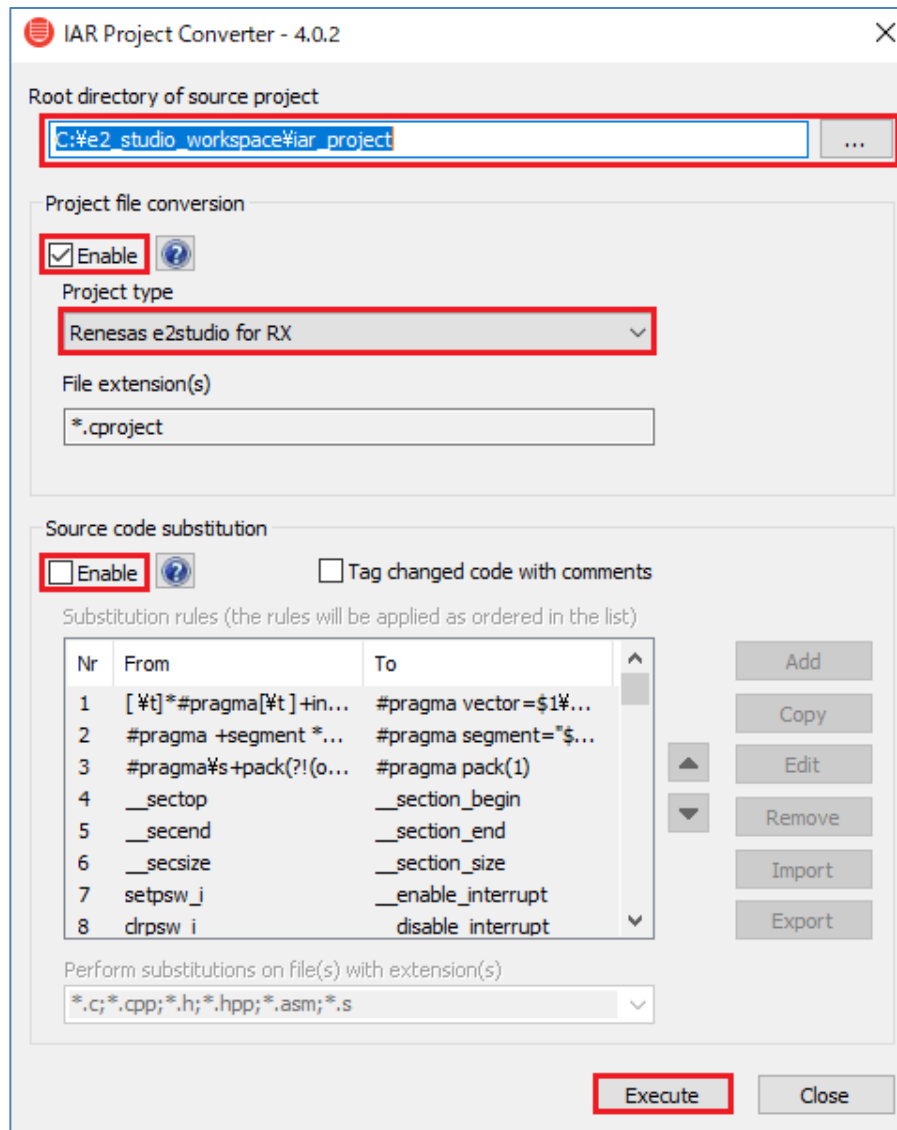 IAR Project Converter - 4.0.2
Root directory of source project
C:¥e2_studio_workspace¥iar_project
...
Project file conversion
Enable
Project type
Renesas e2studio for RX
File extension(s)
*.cproject
Source code substitution
Enable Tag changed code with comments
Substitution rules (the rules will be applied as ordered in the list)
Nr From To
1 [ ¥t]*#pragma[¥t ]+in... #pragma vector=$1¥...
2 #pragma +segment *... #pragma segment="$...
3 #pragma¥s+pack(?!(o... #pragma pack(1)
4 __sectop __section_begin
5 __secend __section_end
6 __secsize __section_size
7 setpsw_i __enable_interrupt
8 clrpsw_i __disable_interrupt
Add
Copy
Edit
Remove
Import
Export
Perform substitutions on file(s) with extension(s)
*.c;*.cpp;*.h;*.hpp;*.asm;*.s
Execute Close